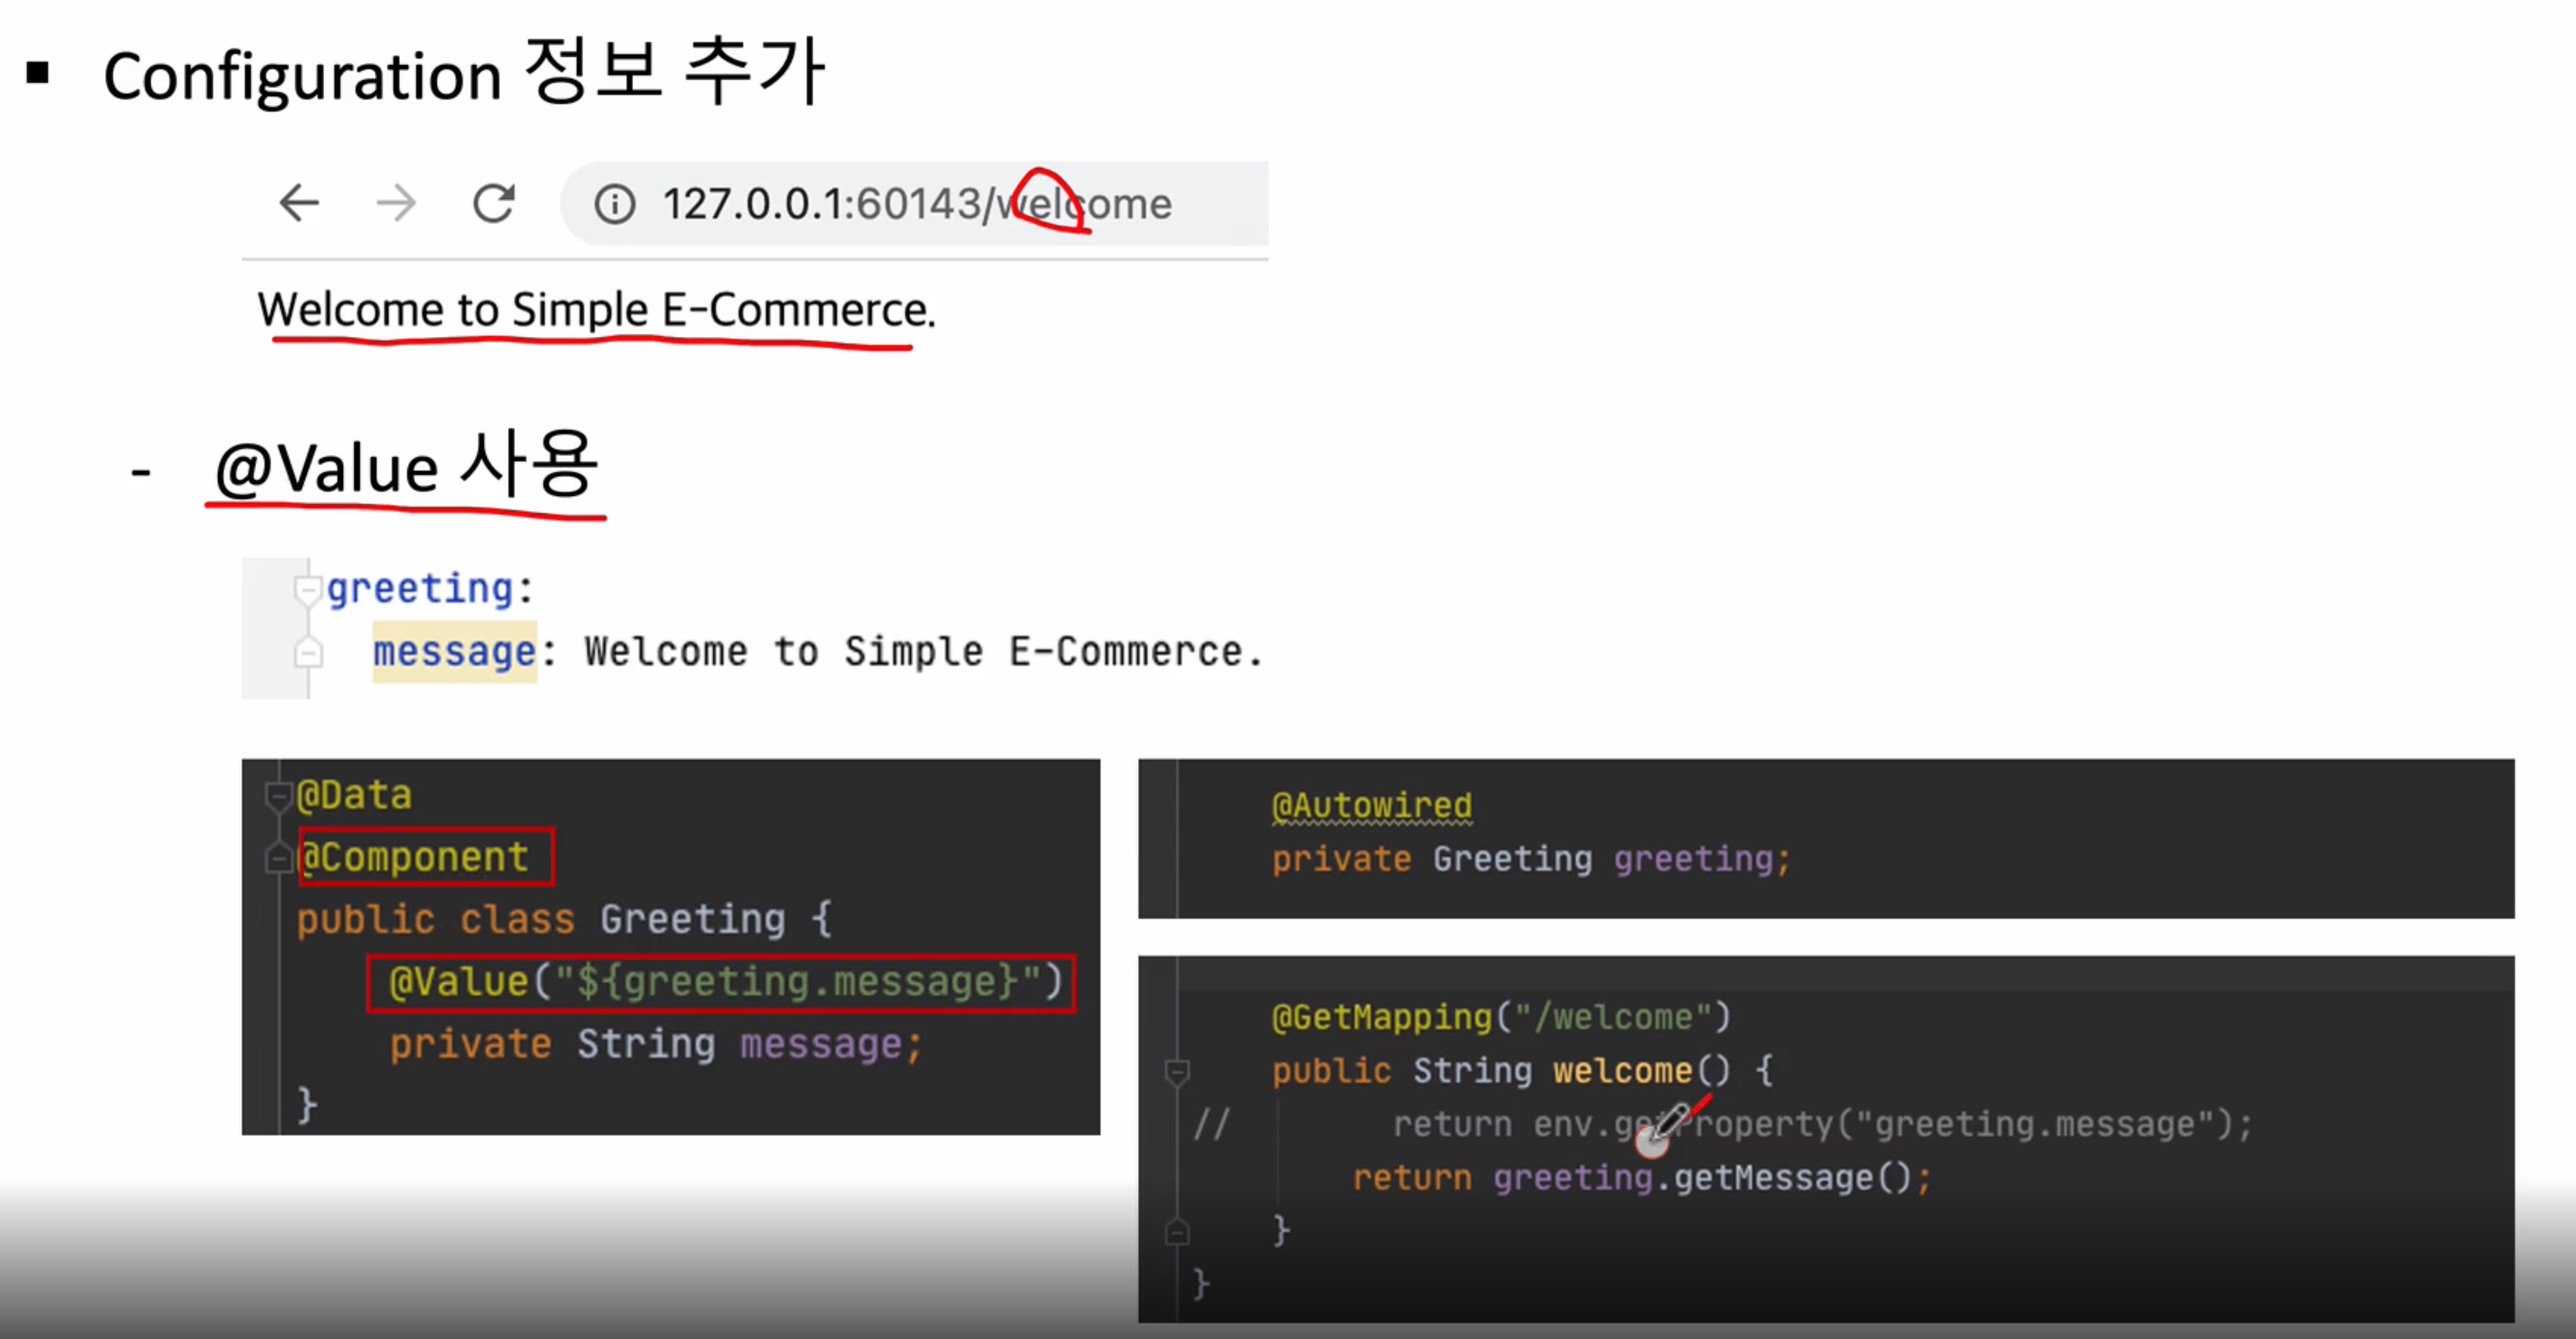 ▪ Configuration 정보 추가
127.0.0.1:60143/welcome
Welcome to Simple E-Commerce.
- @Value 사용
greeting:
message: Welcome to Simple E-Commerce.
@Data
@Component
public class Greeting {
@Value("${greeting.message}")
private String message;
}
@Autowired
private Greeting greeting;
@GetMapping("/welcome")
public String welcome() {
// return env.getProperty("greeting.message");
return greeting.getMessage();
}
}